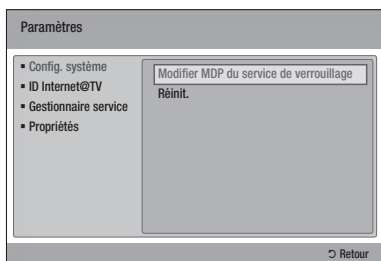 Paramètres
▪ Config. système
▪ ID Internet@TV
▪ Gestionnaire service
▪ Propriétés
Modifier MDP du service de verrouillage
Réinit.
⮌ Retour